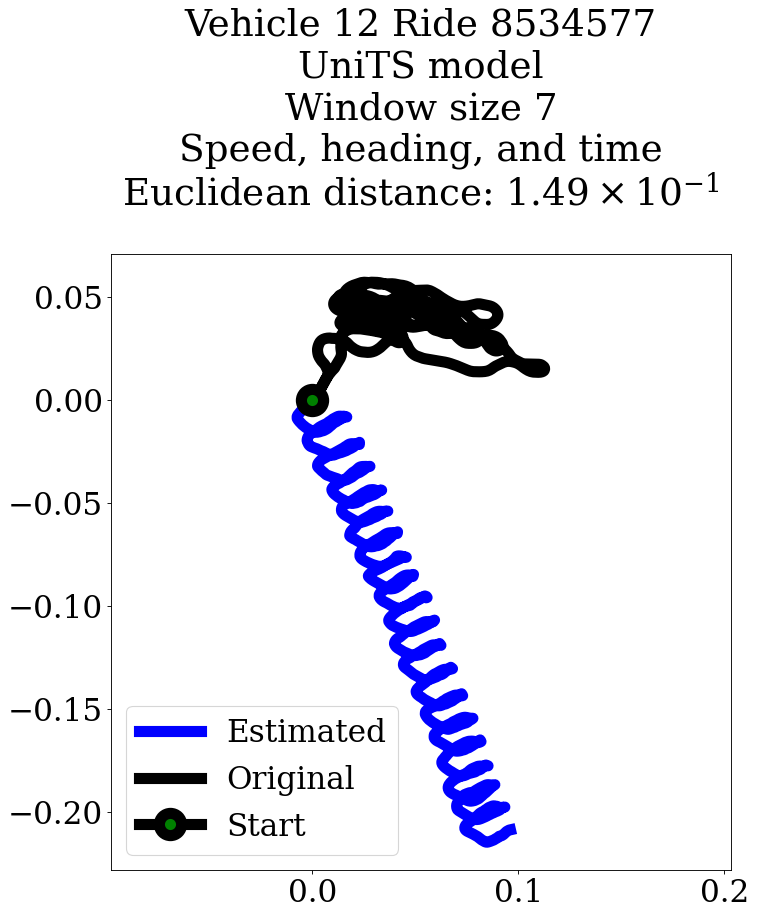 Vehicle 12 Ride 8534577
UniTS model
Window size 7
Speed, heading, and time
Euclidean distance: 1.49 × 10⁻¹
0.05
0.00
−0.05
−0.10
−0.15
−0.20
Estimated
Original
Start
0.0 0.1 0.2